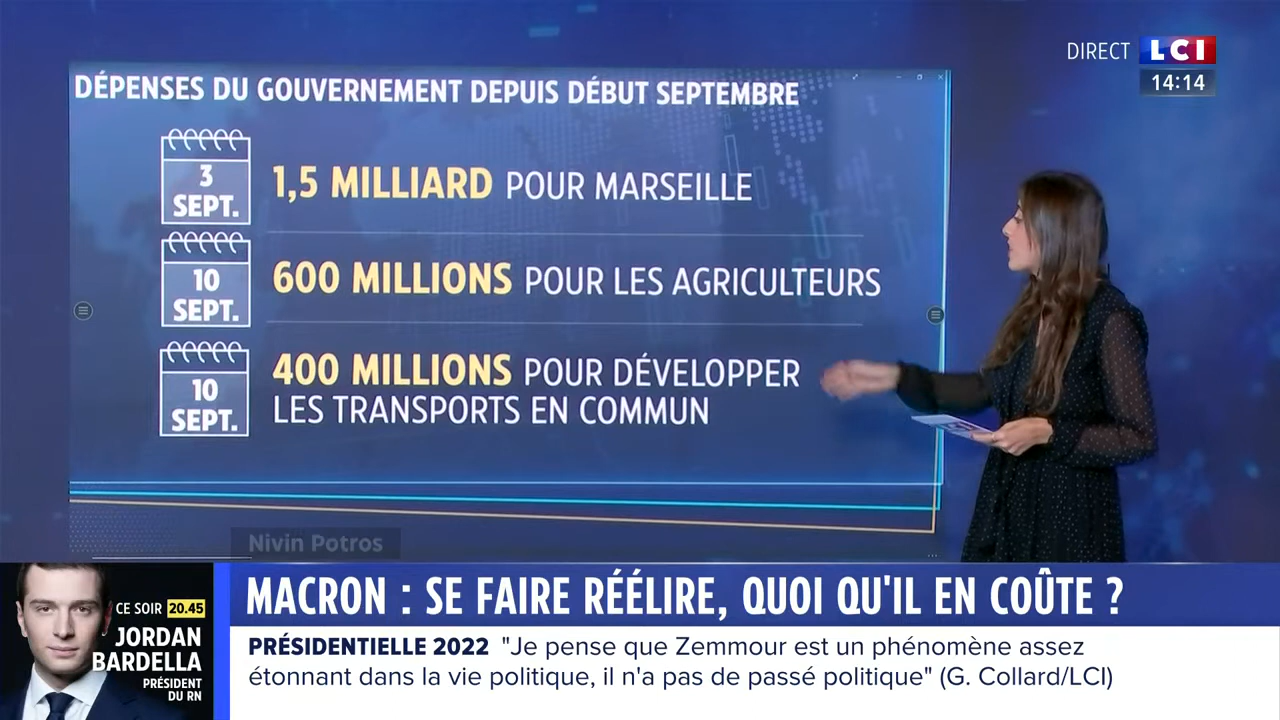 DIRECT LCI
14:14
DÉPENSES DU GOUVERNEMENT DEPUIS DÉBUT SEPTEMBRE
3
SEPT.
1,5 MILLIARD POUR MARSEILLE
10
SEPT.
600 MILLIONS POUR LES AGRICULTEURS
10
SEPT.
400 MILLIONS POUR DÉVELOPPER
LES TRANSPORTS EN COMMUN
Nivin Potros
CE SOIR 20.45
JORDAN
BARDELLA
PRÉSIDENT
DU RN
MACRON : SE FAIRE RÉÉLIRE, QUOI QU'IL EN COÛTE ?
PRÉSIDENTIELLE 2022 "Je pense que Zemmour est un phénomène assez
étonnant dans la vie politique, il n'a pas de passé politique" (G. Collard/LCI)